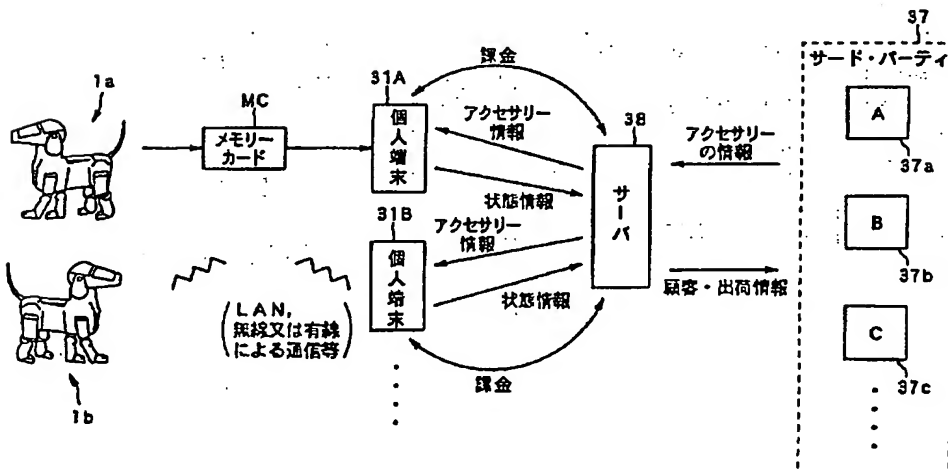 37
サード・パーティ
課金
1a
31A
MC
アクセサリー
情報
38
A
メモリー
カード
個人端末
アクセサリー
の情報
37a
状態情報
サーバ
31B
アクセサリー
情報
B
個人端末
37b
状態情報
顧客・出荷情報
LAN,
無線又は有線
による通信等
C
37c
課金
1b